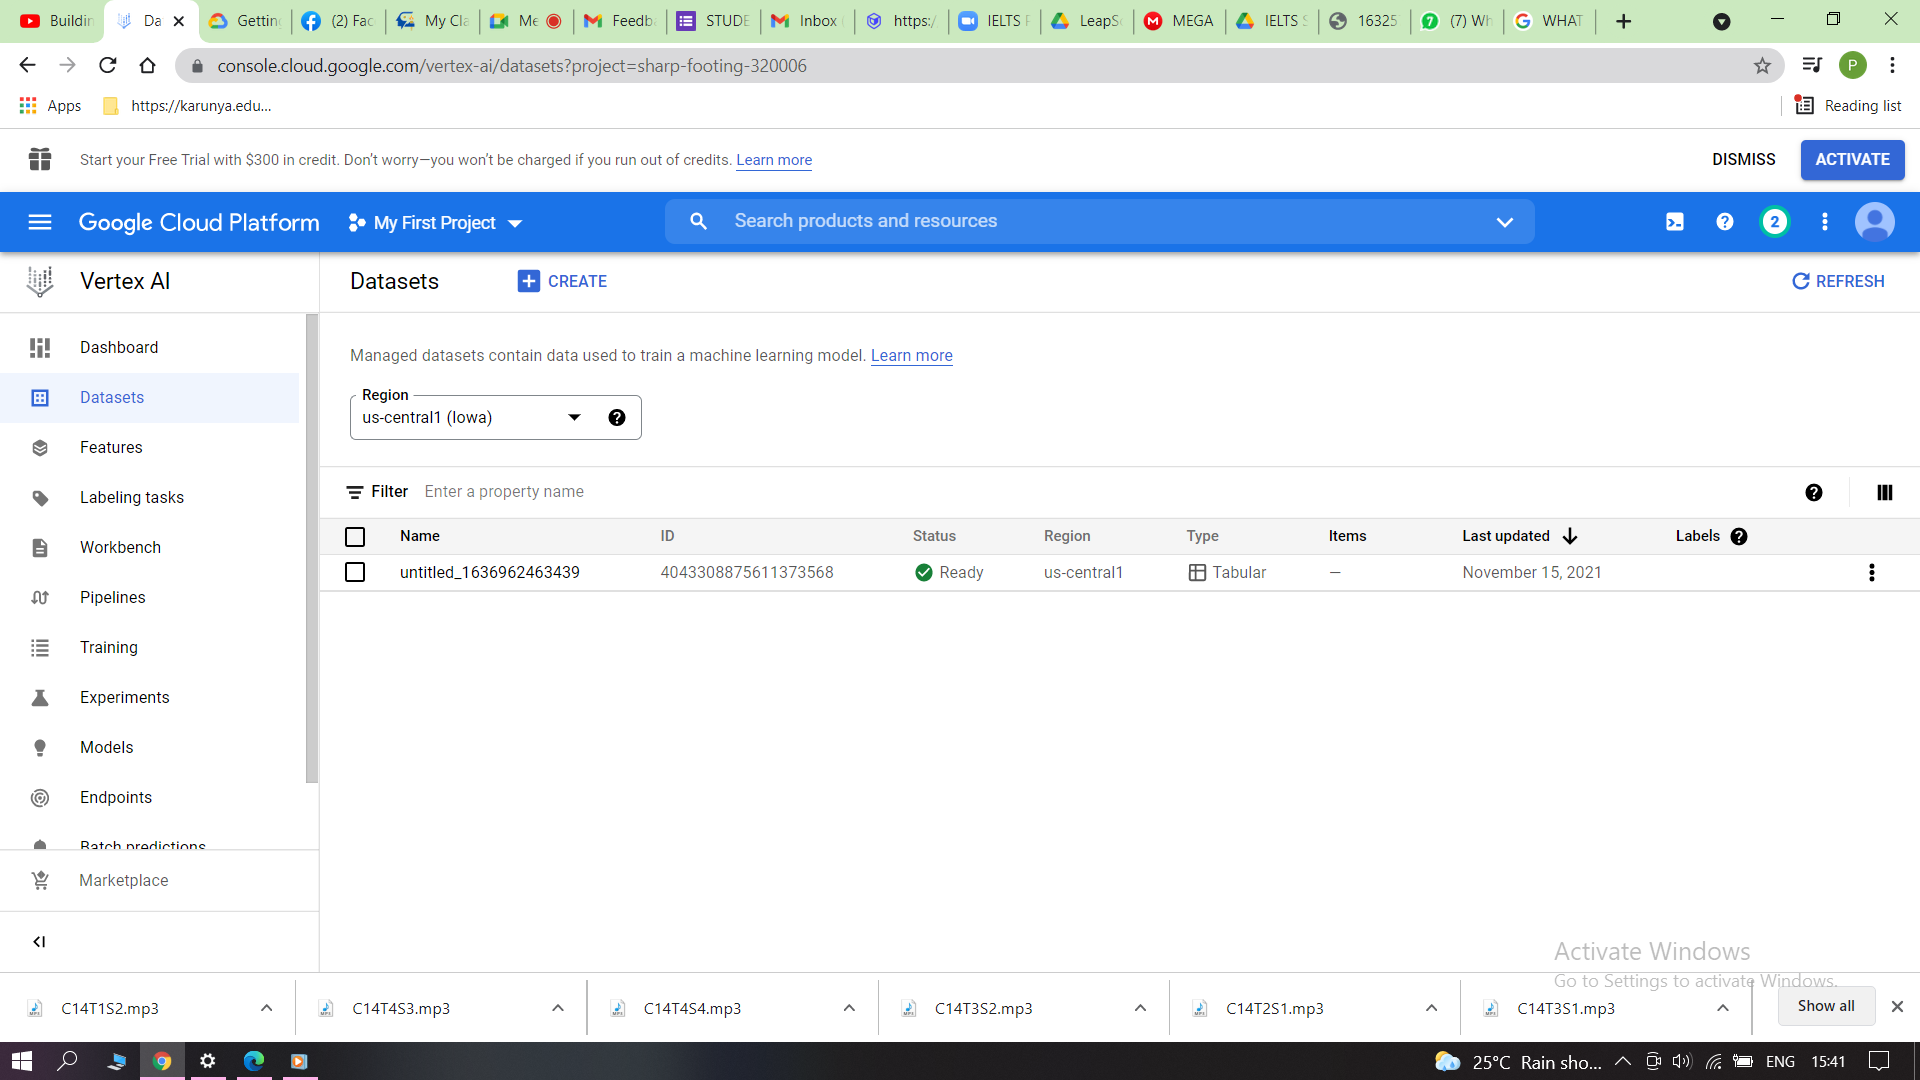 Buildin
Da
Getting
(2) Fac
My Cla
Me
Feedba
STUDE
Inbox
https:/
IELTS F
LeapSc
MEGA
IELTS S
16325
(7) Wh
WHAT
console.cloud.google.com/vertex-ai/datasets?project=sharp-footing-320006
P
Apps
https://karunya.edu...
Reading list
Start your Free Trial with $300 in credit. Don't worry—you won't be charged if you run out of credits. Learn more
DISMISS
ACTIVATE
Google Cloud Platform
My First Project
Search products and resources
2
Vertex AI
Datasets
CREATE
REFRESH
Dashboard
Datasets
Features
Labeling tasks
Workbench
Pipelines
Training
Experiments
Models
Endpoints
Batch predictions
Marketplace
Managed datasets contain data used to train a machine learning model. Learn more
Region
us-central1 (Iowa)
Filter Enter a property name
Name ID Status Region Type Items Last updated Labels
untitled_1636962463439 4043308875611373568 Ready us-central1 Tabular — November 15, 2021
Activate Windows
Go to Settings to activate Windows.
C14T1S2.mp3
C14T4S3.mp3
C14T4S4.mp3
C14T3S2.mp3
C14T2S1.mp3
C14T3S1.mp3
Show all
25°C Rain sho...
ENG
15:41